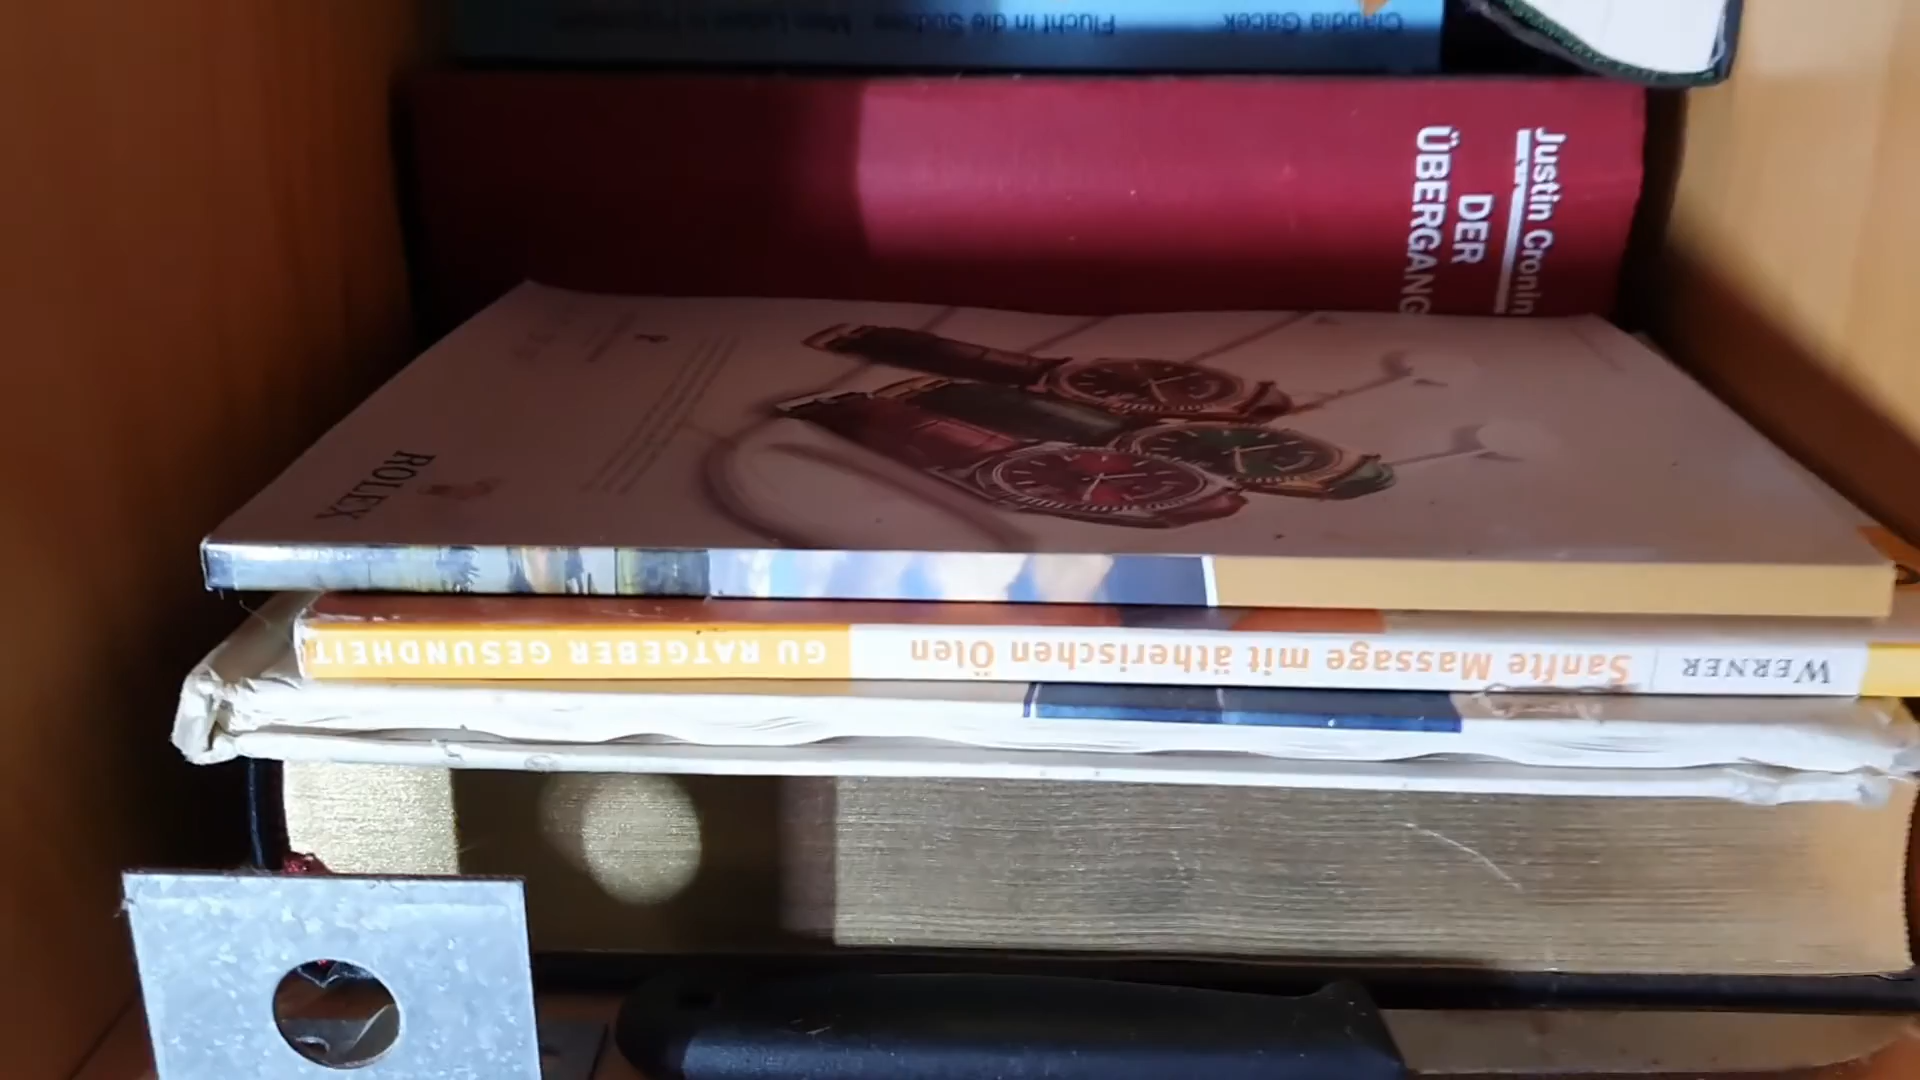 Claudia Gacek Flucht in die Südsee
Justin Cronin
DER
ÜBERGANG
ROLEX
WERNER Sanfte Massage mit ätherischen Ölen GU RATGEBER GESUNDHEIT